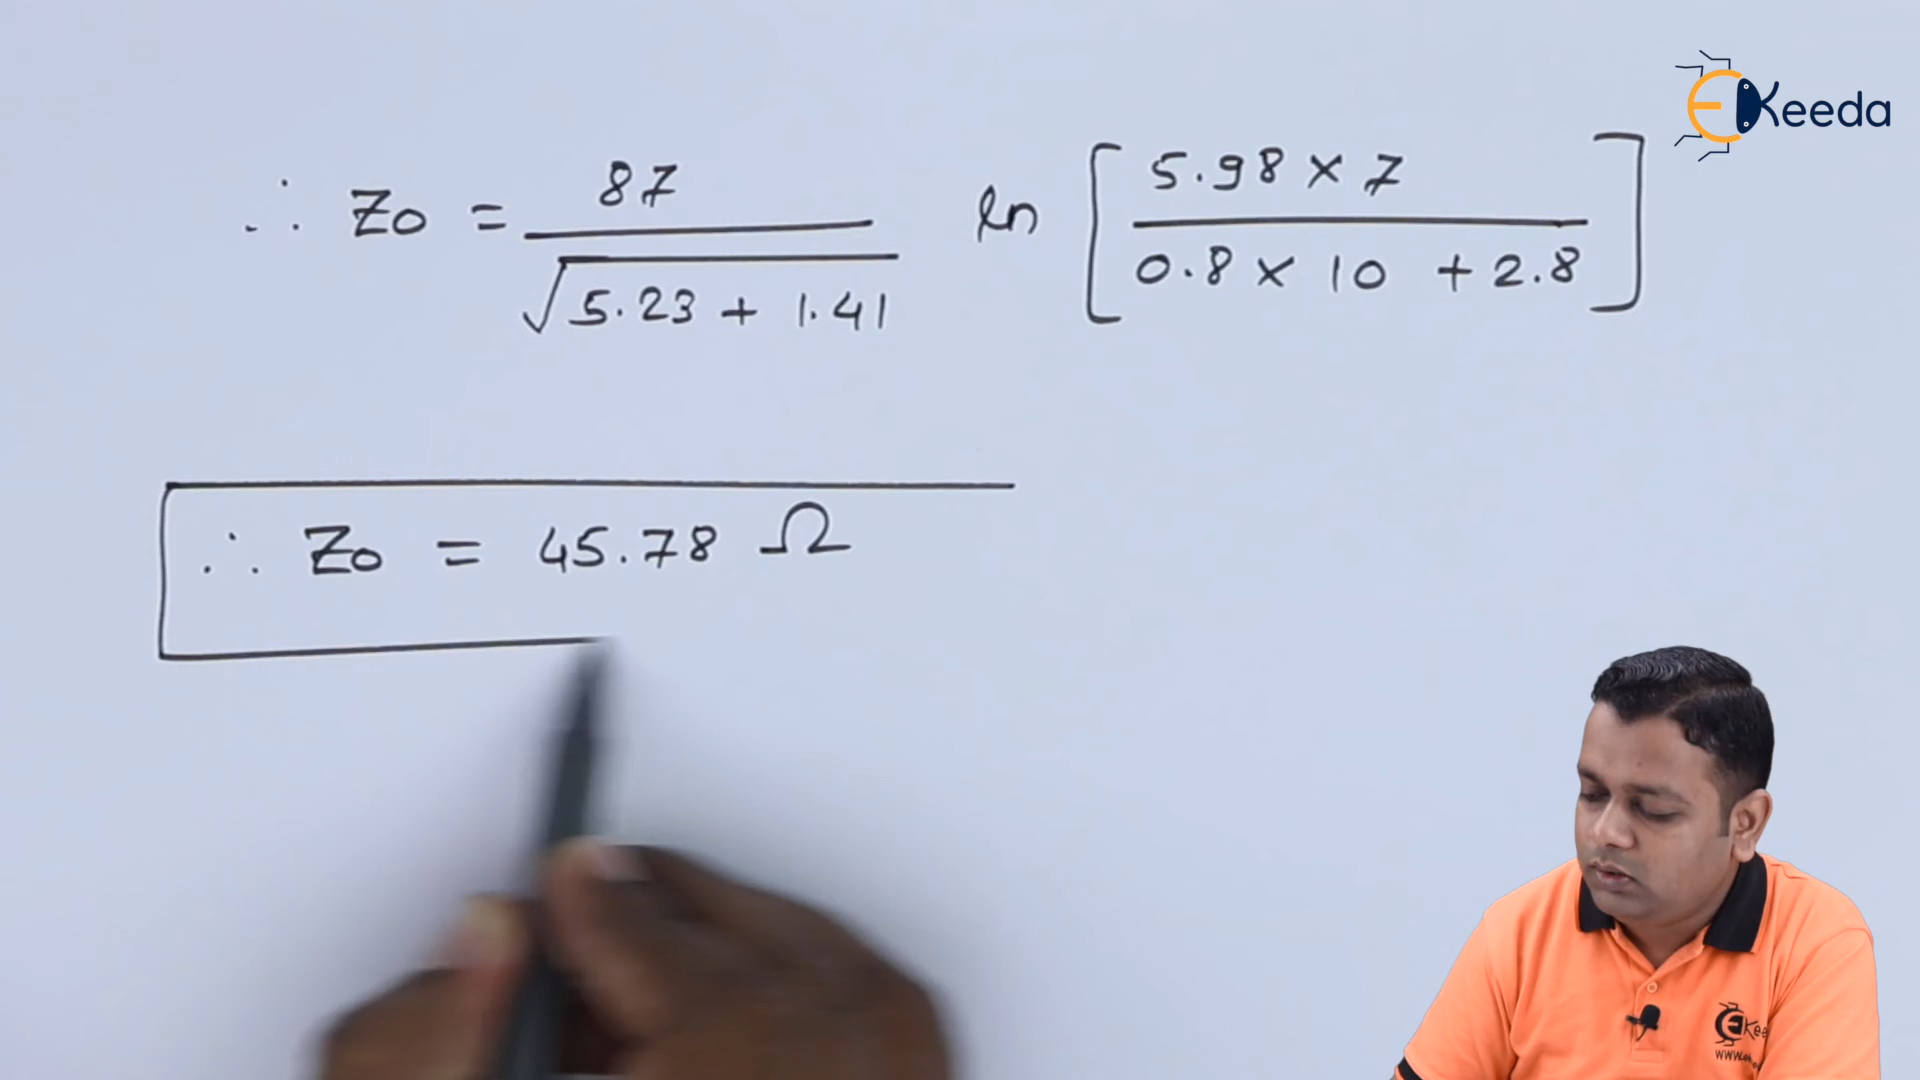 EKeeda
∴ Zo = 87 / √5.23 + 1.41 ln [ 5.98 × 7 / 0.8 × 10 + 2.8 ]
∴ Zo = 45.78 Ω